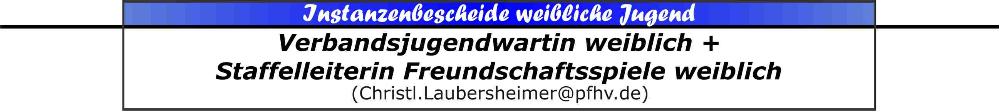 Instanzenbescheide weibliche Jugend
Verbandsjugendwartin weiblich +
Staffelleiterin Freundschaftsspiele weiblich
(Christl.Laubersheimer@pfhv.de)